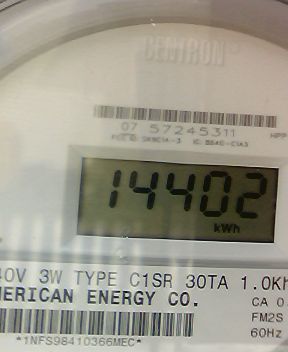 CENTRON®
07 57245311
14402
kWh
40V 3W TYPE C1SR 30TA 1.0Kh
MERICAN ENERGY CO.
CA 0.
FM2S
60Hz
*1NFS98410366MEC*